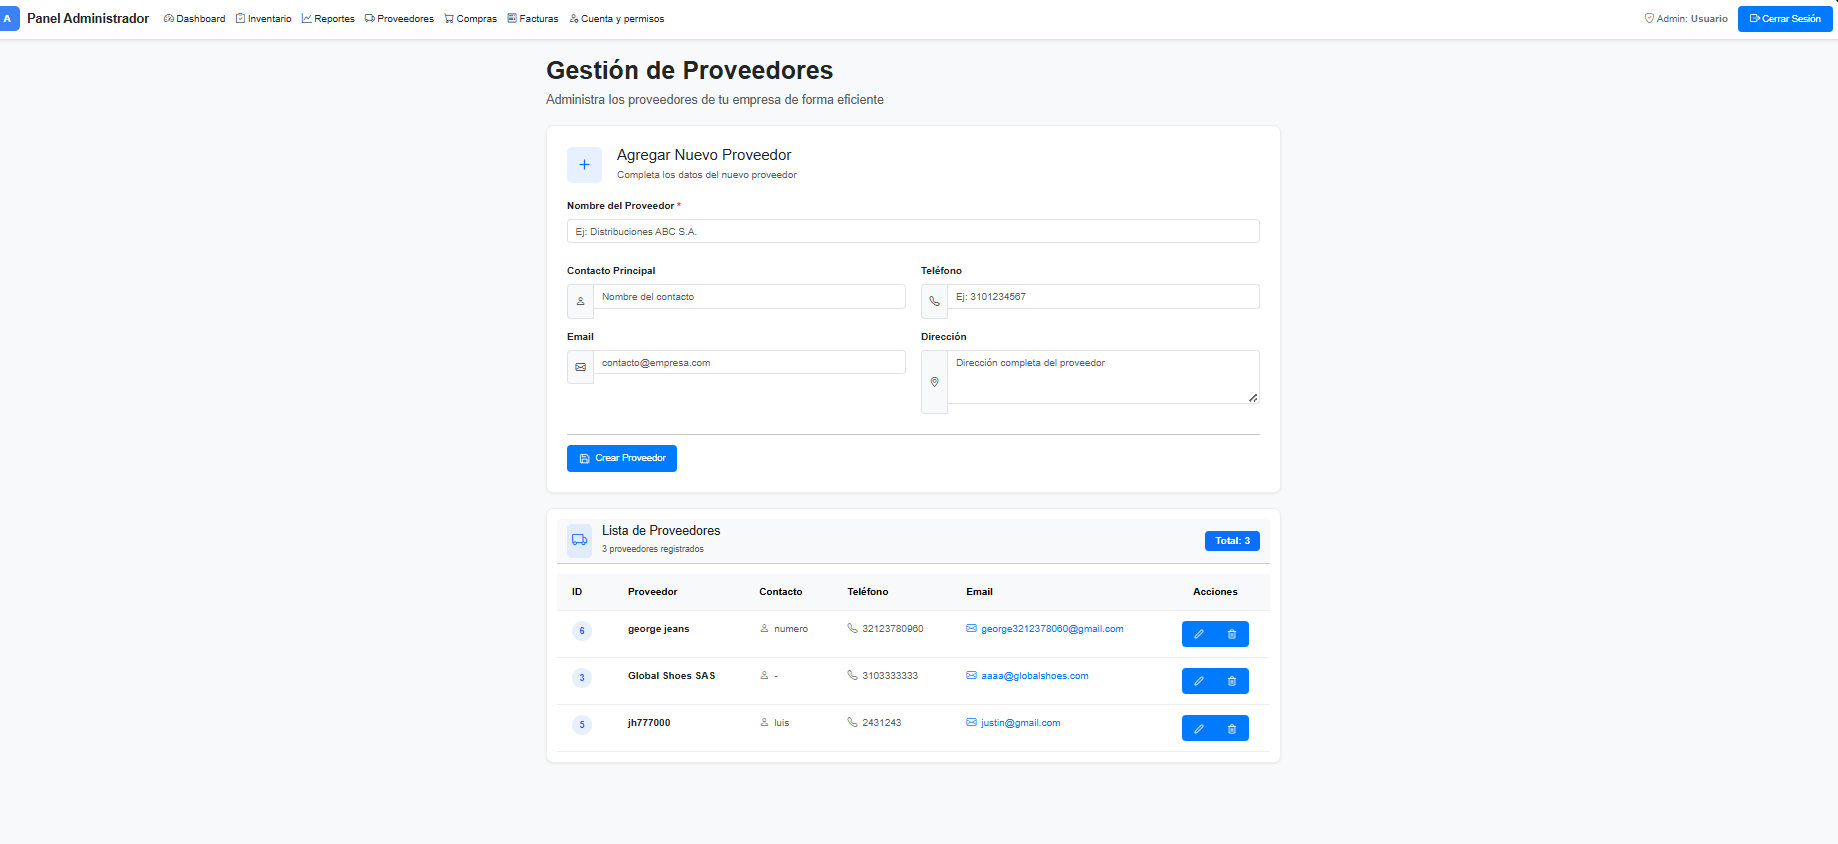 A Panel Administrador Dashboard Inventario Reportes Proveedores Compras Facturas Cuenta y permisos Admin: Usuario Cerrar Sesión
Gestión de Proveedores
Administra los proveedores de tu empresa de forma eficiente
Agregar Nuevo Proveedor
Completa los datos del nuevo proveedor
Nombre del Proveedor *
Ej: Distribuciones ABC S.A.
Contacto Principal Teléfono
Nombre del contacto Ej: 3101234567
Email Dirección
contacto@empresa.com Dirección completa del proveedor
Crear Proveedor
Lista de Proveedores
3 proveedores registrados
Total: 3
ID Proveedor Contacto Teléfono Email Acciones
6 george jeans numero 32123780960 george3212378060@gmail.com
3 Global Shoes SAS - 3103333333 aaaa@globalshoes.com
5 jh777000 luis 2431243 justin@gmail.com